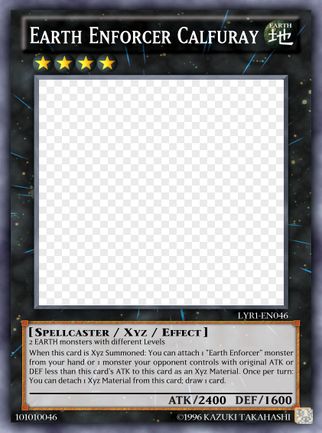 EARTH ENFORCER CALFURAY
EARTH
地
LYR1-EN046
[ SPELLCASTER / XYZ / EFFECT ]
2 EARTH monsters with different Levels
When this card is Xyz Summoned: You can attach 1 "Earth Enforcer" monster
from your hand or 1 monster your opponent controls with original ATK or
DEF less than this card's ATK to this card as an Xyz Material. Once per turn:
You can detach 1 Xyz Material from this card; draw 1 card.
ATK/2400 DEF/1600
101010046
©1996 KAZUKI TAKAHASHI